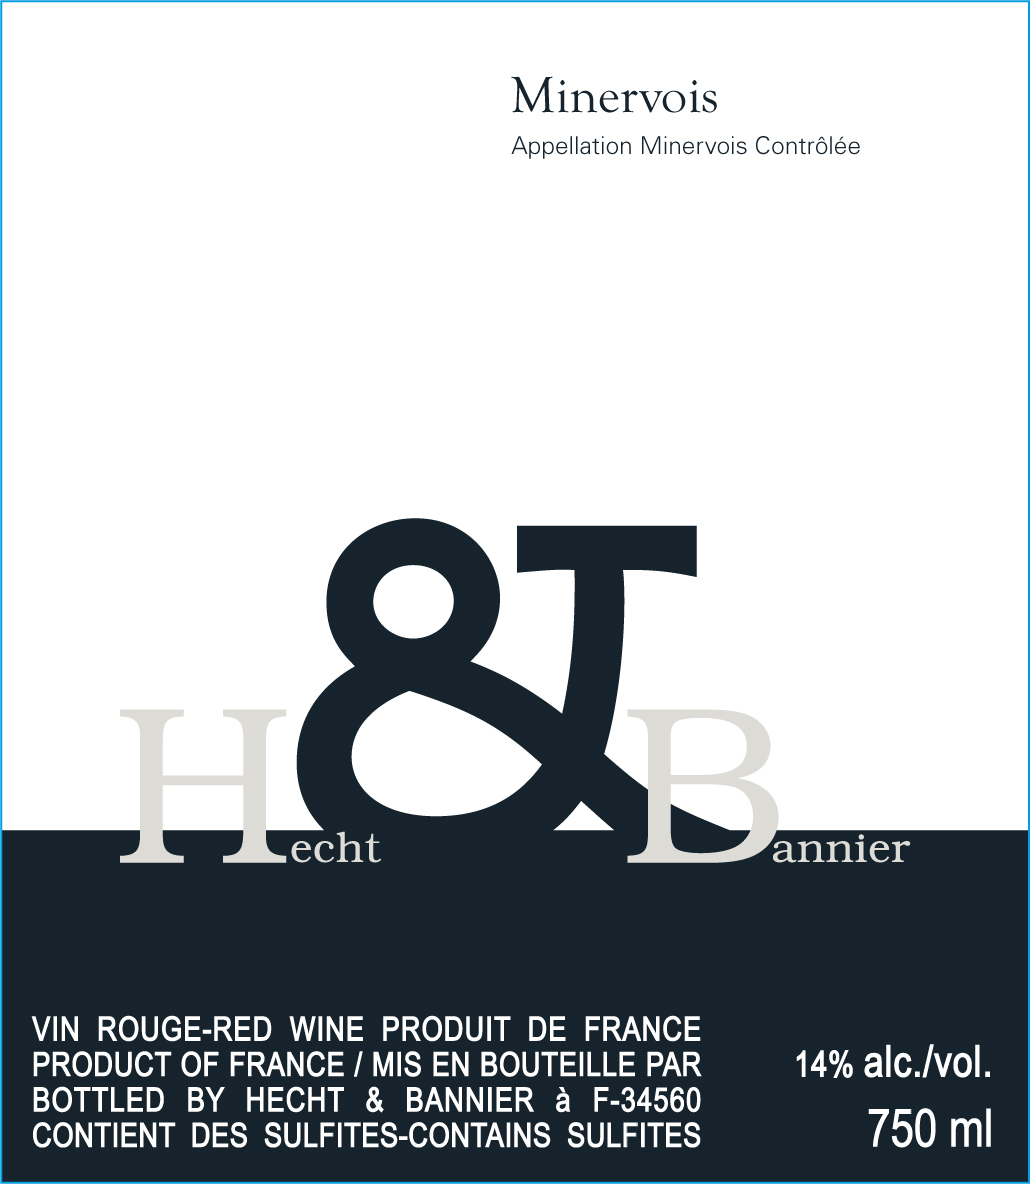 Minervois
Appellation Minervois Contrôlée
Hecht & Bannier
VIN ROUGE-RED WINE PRODUIT DE FRANCE
PRODUCT OF FRANCE / MIS EN BOUTEILLE PAR
BOTTLED BY HECHT & BANNIER à F-34560
CONTIENT DES SULFITES-CONTAINS SULFITES
14% alc./vol.
750 ml